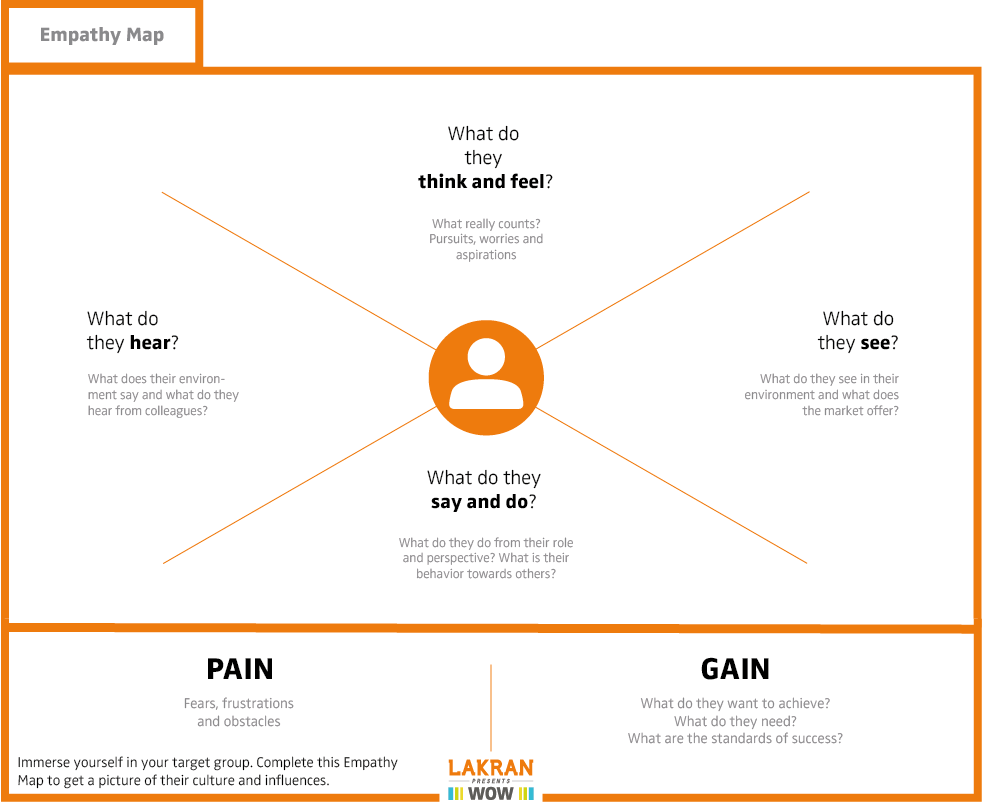 Empathy Map
What do
they
think and feel?
What really counts?
Pursuits, worries and
aspirations
What do
they hear?
What does their environ-
ment say and what do they
hear from colleagues?
What do
they see?
What do they see in their
environment and what does
the market offer?
What do they
say and do?
What do they do from their role
and perspective? What is their
behavior towards others?
PAIN
Fears, frustrations
and obstacles
GAIN
What do they want to achieve?
What do they need?
What are the standards of success?
Immerse yourself in your target group. Complete this Empathy
Map to get a picture of their culture and influences.
LAKRAN
PRESENTS
WOW